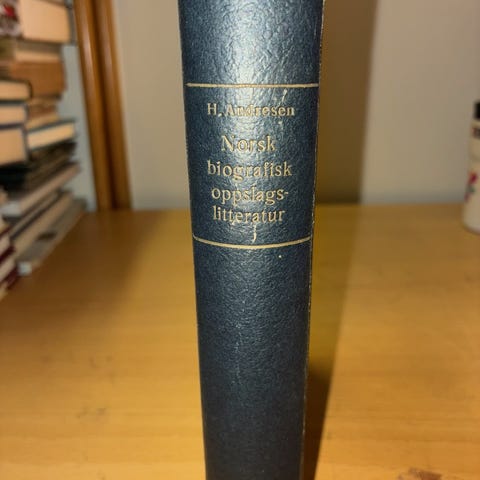 H. Andresen
Norsk
biografisk
oppslags-
litteratur